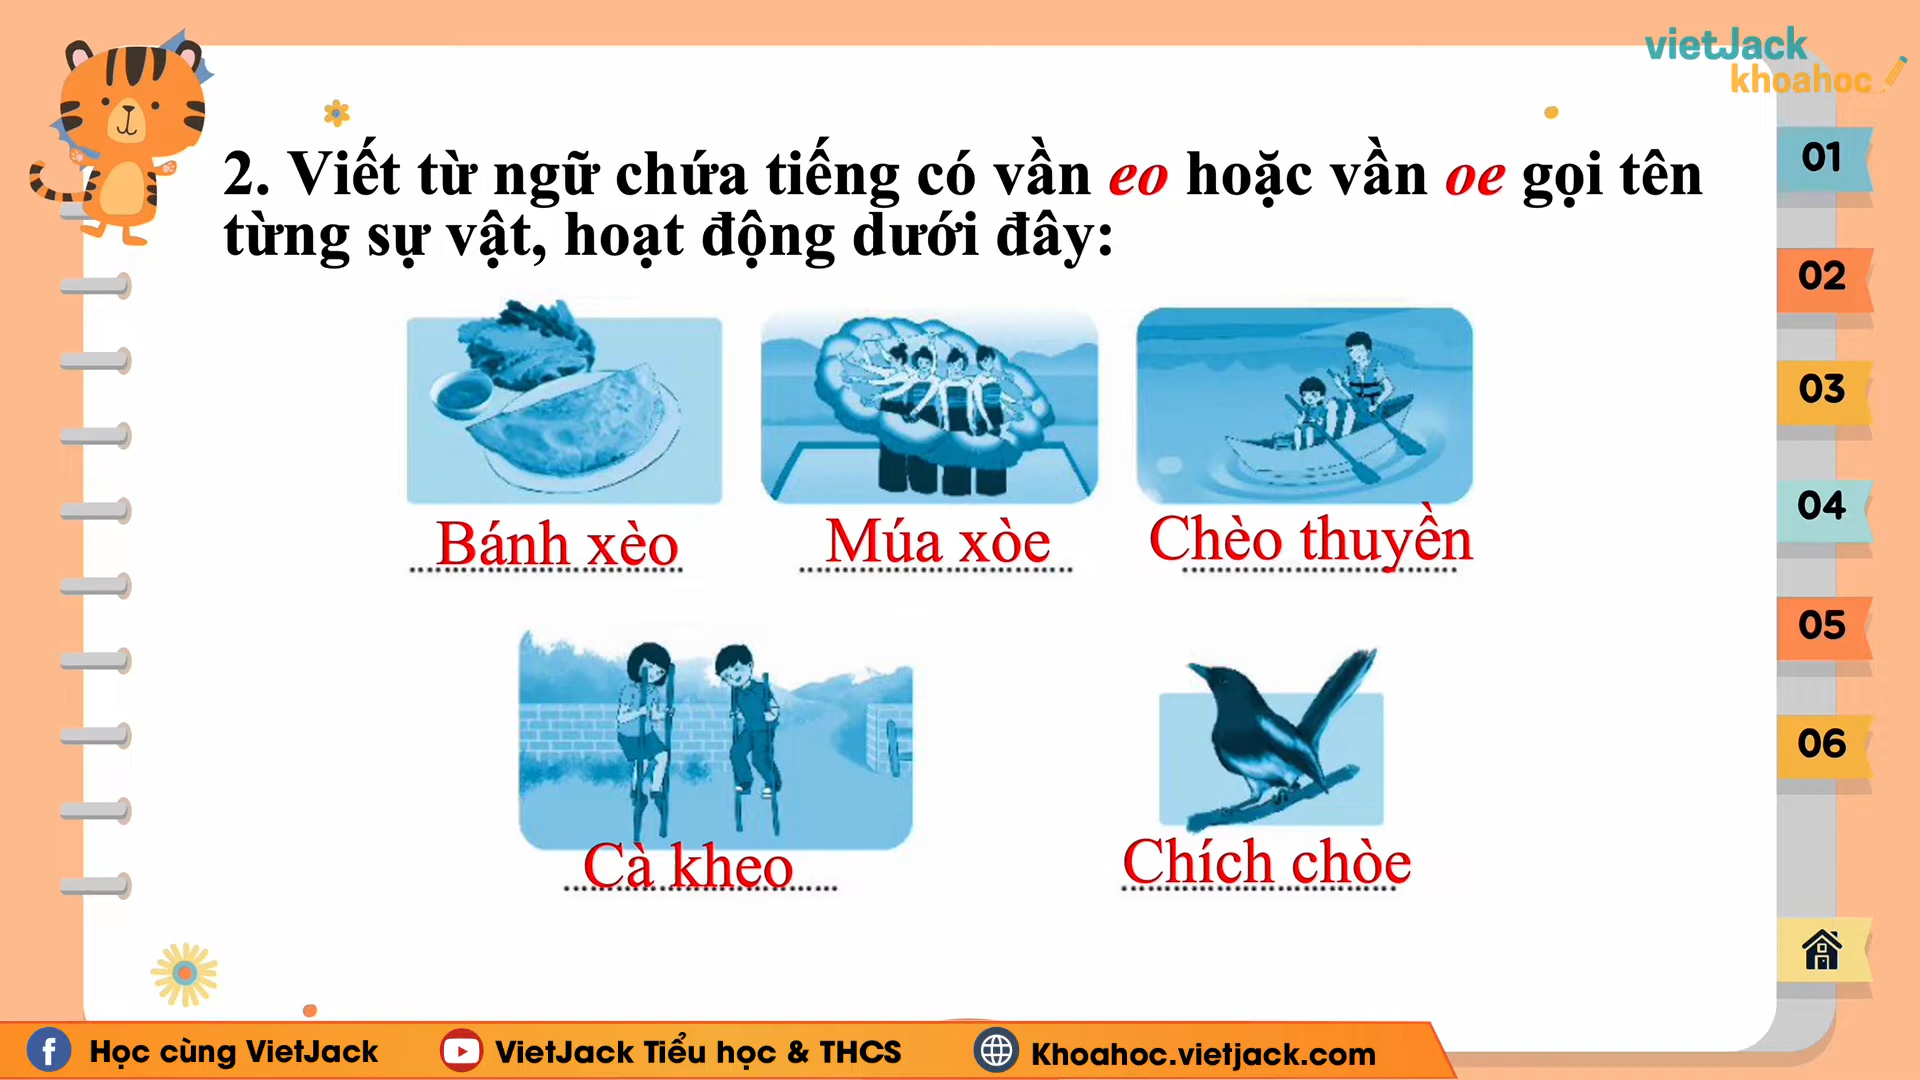 vietJack
khoahoc
2. Viết từ ngữ chứa tiếng có vần eo hoặc vần oe gọi tên
từng sự vật, hoạt động dưới đây:
Bánh xèo
Múa xòe
Chèo thuyền
Cà kheo
Chích chòe
01
02
03
04
05
06
Học cùng VietJack
VietJack Tiểu học & THCS
Khoahoc.vietjack.com